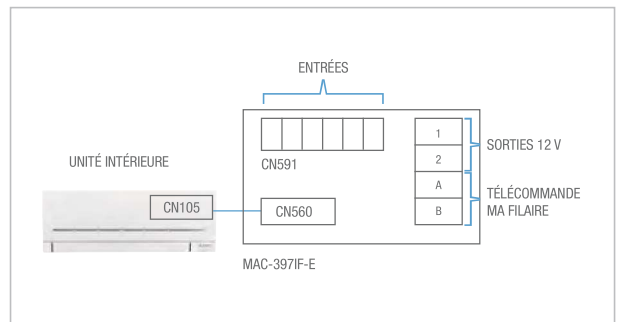 ENTRÉES
UNITÉ INTÉRIEURE
CN105
CN591
CN560
1
2
A
B
SORTIES 12 V
TÉLÉCOMMANDE
MA FILAIRE
MAC-397IF-E